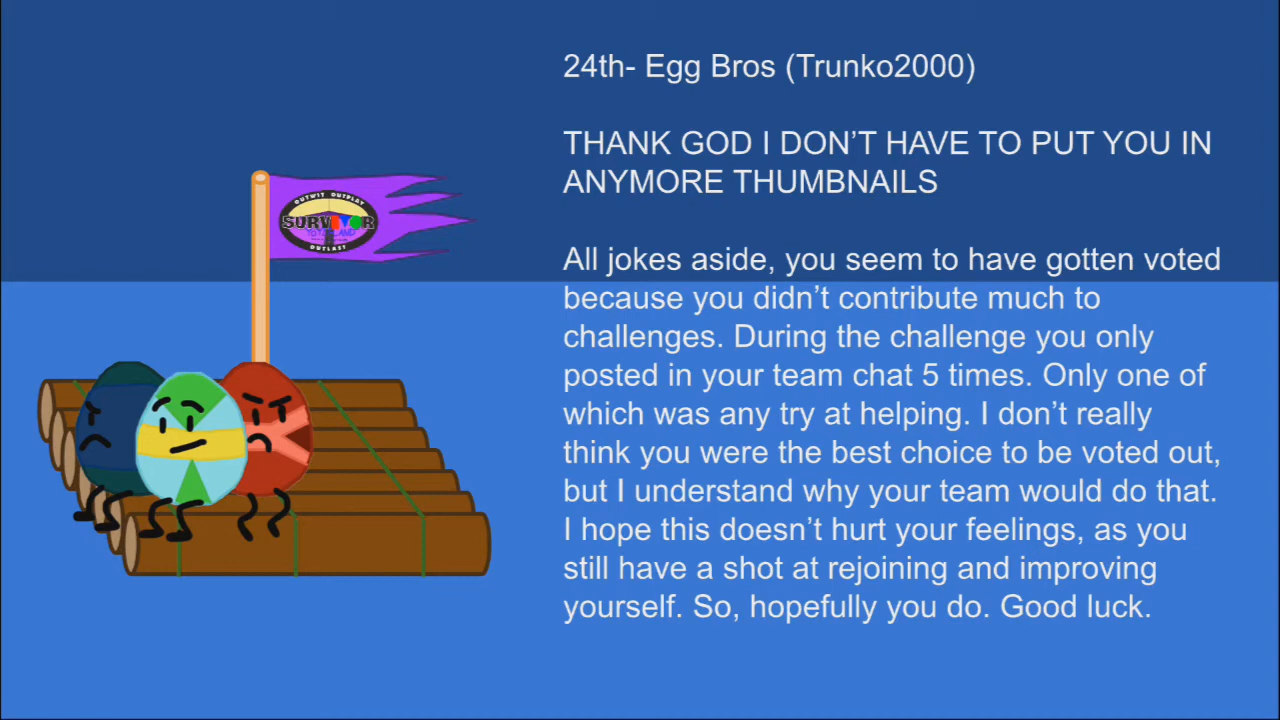 24th- Egg Bros (Trunko2000)
THANK GOD I DON’T HAVE TO PUT YOU IN
ANYMORE THUMBNAILS
All jokes aside, you seem to have gotten voted
because you didn’t contribute much to
challenges. During the challenge you only
posted in your team chat 5 times. Only one of
which was any try at helping. I don’t really
think you were the best choice to be voted out,
but I understand why your team would do that.
I hope this doesn’t hurt your feelings, as you
still have a shot at rejoining and improving
yourself. So, hopefully you do. Good luck.
OUTWIT OUTPLAY
SURVIVOR
OUTLAST